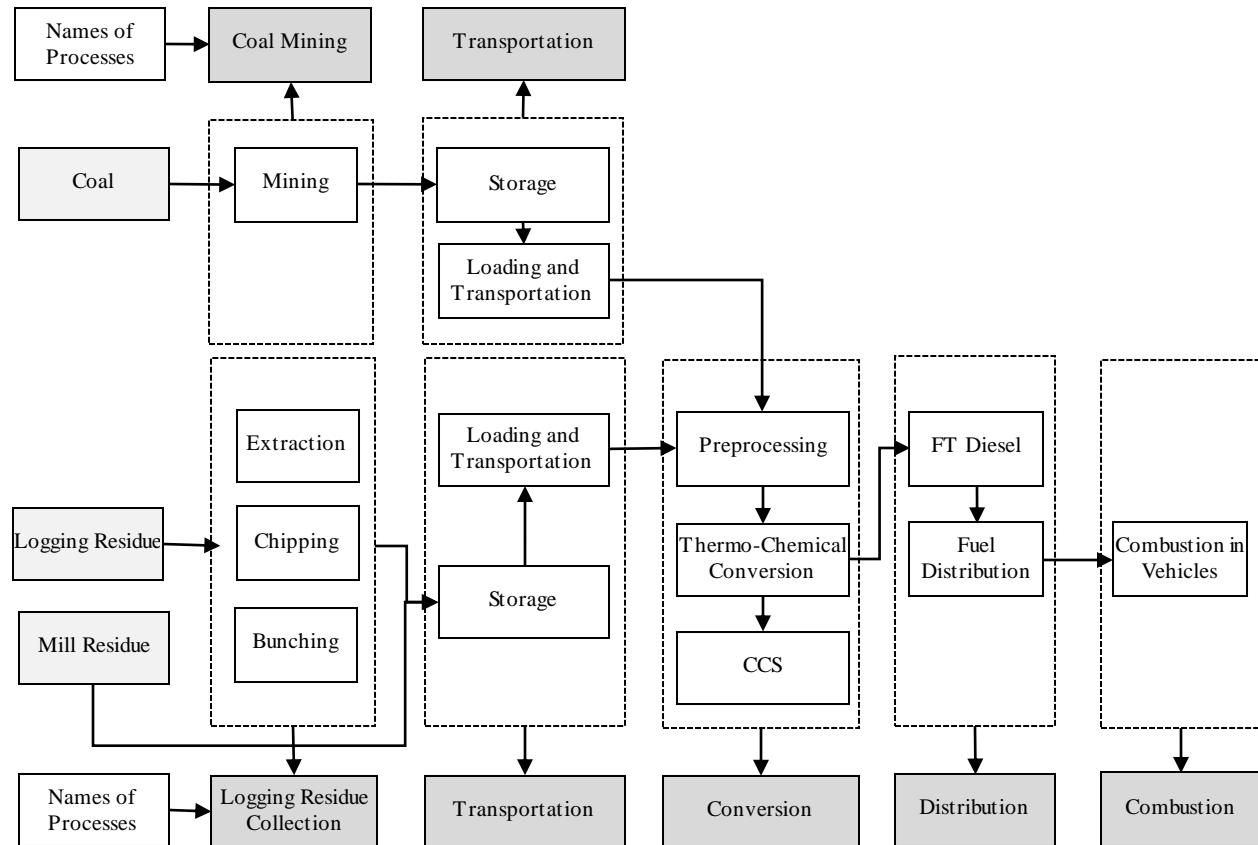 Names of
Processes
Coal Mining
Transportation
Coal
Mining
Storage
Loading and
Transportation
Extraction
Loading and
Transportation
Preprocessing
FT Diesel
Logging Residue
Chipping
Thermo-Chemical
Conversion
Fuel
Distribution
Combustion in
Vehicles
Storage
Mill Residue
Bunching
CCS
Names of
Processes
Logging Residue
Collection
Transportation
Conversion
Distribution
Combustion